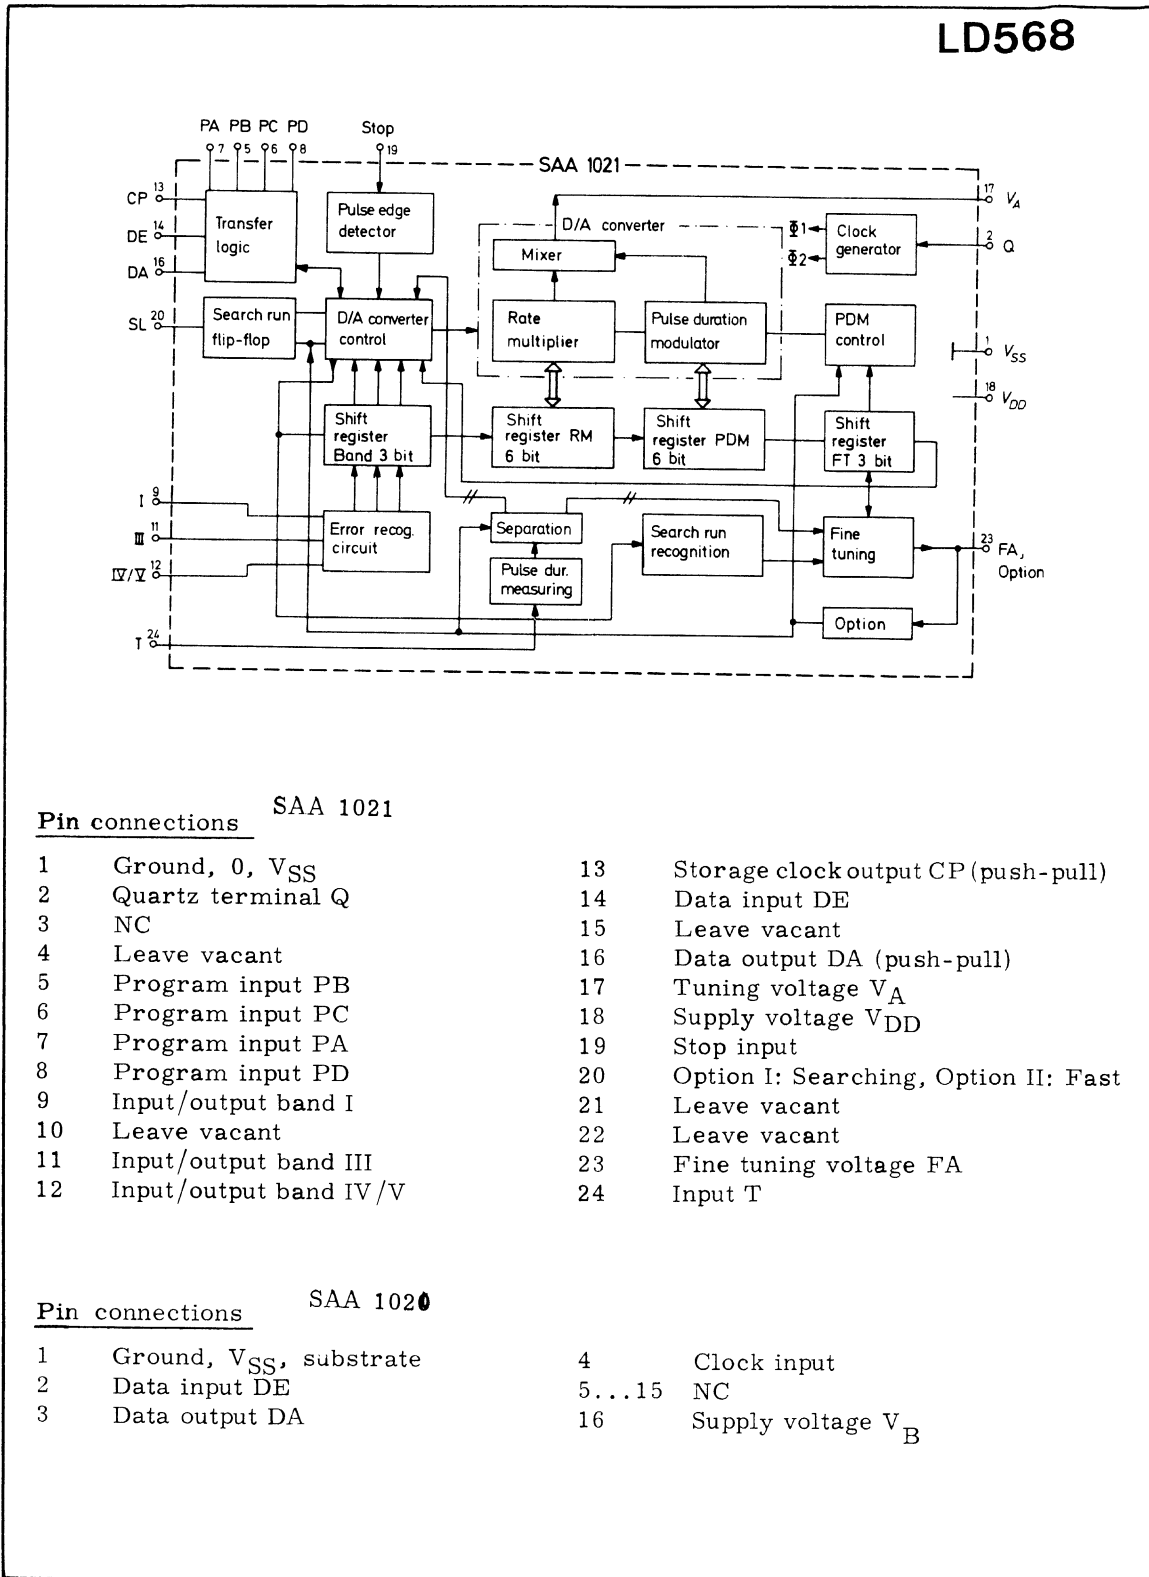 LD568
PA PB PC PD Stop
7 5 6 8 19
SAA 1021
CP 13
DE 14
DA 16
SL 20
Transfer
logic
Pulse edge
detector
D/A converter
Mixer
Φ1
Φ2
Clock
generator
17 VA
2 Q
Search run
flip-flop
D/A converter
control
Rate
multiplier
Pulse duration
modulator
PDM
control
1 VSS
18 VDD
Shift
register
Band 3 bit
Shift
register RM
6 bit
Shift
register PDM
6 bit
Shift
register
FT 3 bit
I 9
III 11
IV/V 12
Error recog.
circuit
Separation
Pulse dur.
measuring
Search run
recognition
Fine
tuning
23 FA,
Option
Option
T 24
Pin connections SAA 1021
1 Ground, 0, VSS
2 Quartz terminal Q
3 NC
4 Leave vacant
5 Program input PB
6 Program input PC
7 Program input PA
8 Program input PD
9 Input/output band I
10 Leave vacant
11 Input/output band III
12 Input/output band IV/V
13 Storage clock output CP (push-pull)
14 Data input DE
15 Leave vacant
16 Data output DA (push-pull)
17 Tuning voltage VA
18 Supply voltage VDD
19 Stop input
20 Option I: Searching, Option II: Fast
21 Leave vacant
22 Leave vacant
23 Fine tuning voltage FA
24 Input T
Pin connections SAA 1020
1 Ground, VSS, substrate
2 Data input DE
3 Data output DA
4 Clock input
5...15 NC
16 Supply voltage VB